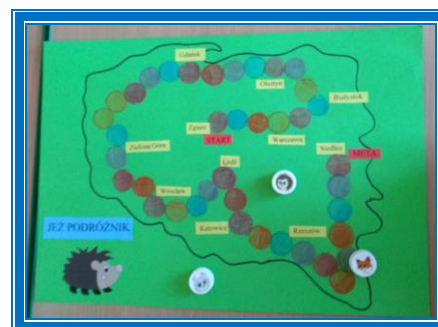 Gdańsk
Olsztyn
Białystok
Zgierz
START
Warszawa
Zielona Góra
Siedlce
META
Łódź
Wrocław
Katowice
Rzeszów
JEŻ PODRÓŻNIK